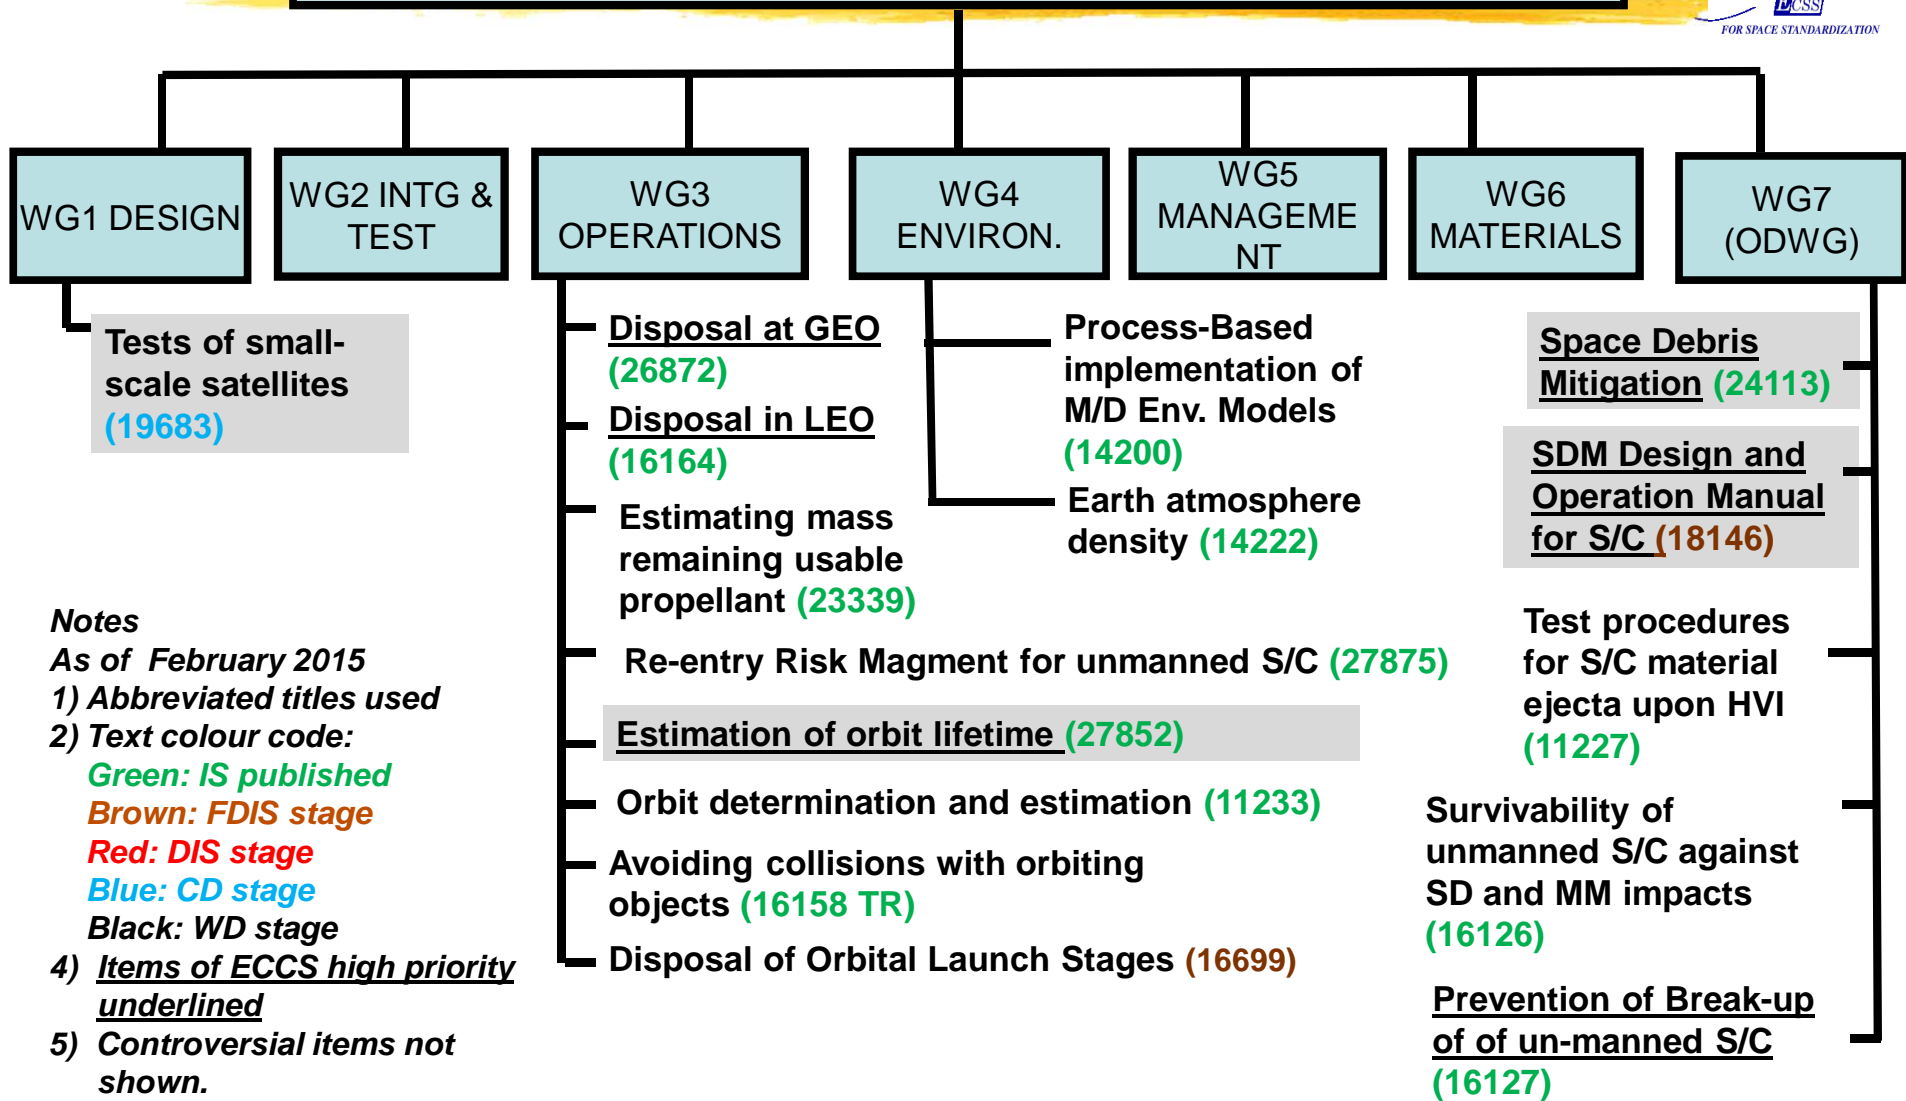 ECSS
FOR SPACE STANDARDIZATION
WG1 DESIGN
WG2 INTG &
TEST
WG3
OPERATIONS
WG4
ENVIRON.
WG5
MANAGEME
NT
WG6
MATERIALS
WG7
(ODWG)
Tests of small-
scale satellites
(19683)
Disposal at GEO
(26872)
Disposal in LEO
(16164)
Estimating mass
remaining usable
propellant (23339)
Re-entry Risk Magment for unmanned S/C (27875)
Estimation of orbit lifetime (27852)
Orbit determination and estimation (11233)
Avoiding collisions with orbiting
objects (16158 TR)
Disposal of Orbital Launch Stages (16699)
Process-Based
implementation of
M/D Env. Models
(14200)
Earth atmosphere
density (14222)
Space Debris
Mitigation (24113)
SDM Design and
Operation Manual
for S/C (18146)
Test procedures
for S/C material
ejecta upon HVI
(11227)
Survivability of
unmanned S/C against
SD and MM impacts
(16126)
Prevention of Break-up
of of un-manned S/C
(16127)
Notes
As of February 2015
1) Abbreviated titles used
2) Text colour code:
Green: IS published
Brown: FDIS stage
Red: DIS stage
Blue: CD stage
Black: WD stage
4) Items of ECCS high priority
underlined
5) Controversial items not
shown.